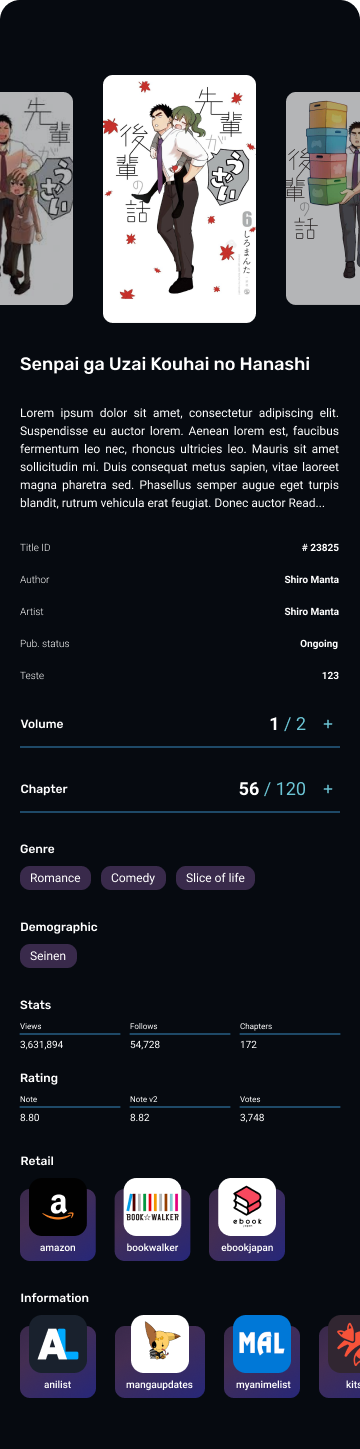 先輩が
うざい
後輩の話
6
しろまんた
Senpai ga Uzai Kouhai no Hanashi
Lorem ipsum dolor sit amet, consectetur adipiscing elit.
Suspendisse eu auctor lorem. Aenean lorem est, faucibus
fermentum leo nec, rhoncus ultricies leo. Mauris sit amet
sollicitudin mi. Duis consequat metus sapien, vitae laoreet
magna pharetra sed. Phasellus semper augue eget turpis
blandit, rutrum vehicula erat feugiat. Donec auctor Read...
Title ID # 23825
Author Shiro Manta
Artist Shiro Manta
Pub. status Ongoing
Teste 123
Volume 1 / 2 +
Chapter 56 / 120 +
Genre
Romance Comedy Slice of life
Demographic
Seinen
Stats
Views Follows Chapters
3,631,894 54,728 172
Rating
Note Note v2 Votes
8.80 8.82 3,748
Retail
a BOOK☆WALKER ebook japan
amazon bookwalker ebookjapan
Information
AL MAL
anilist mangaupdates myanimelist kits